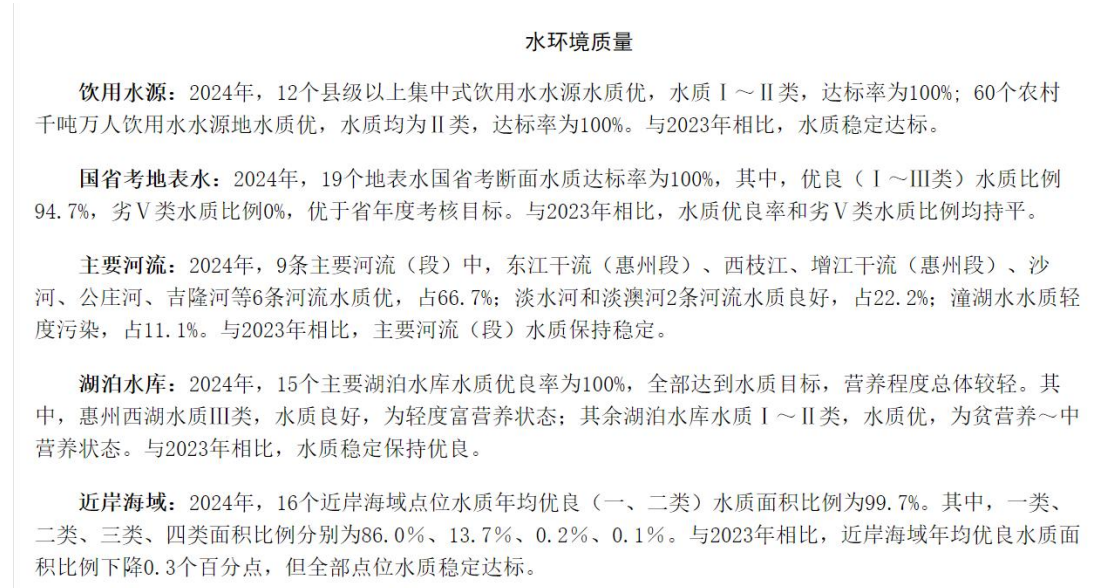 水环境质量
饮用水源：2024年，12个县级以上集中式饮用水水源水质优，水质Ⅰ～Ⅱ类，达标率为100%；60个农村
千吨万人饮用水水源地水质优，水质均为Ⅱ类，达标率为100%。与2023年相比，水质稳定达标。
国省考地表水：2024年，19个地表水国省考断面水质达标率为100%，其中，优良（Ⅰ～Ⅲ类）水质比例
94.7%，劣Ⅴ类水质比例0%，优于省年度考核目标。与2023年相比，水质优良率和劣Ⅴ类水质比例均持平。
主要河流：2024年，9条主要河流（段）中，东江干流（惠州段）、西枝江、增江干流（惠州段）、沙
河、公庄河、吉隆河等6条河流水质优，占66.7%；淡水河和淡澳河2条河流水质良好，占22.2%；潼湖水水质轻
度污染，占11.1%。与2023年相比，主要河流（段）水质保持稳定。
湖泊水库：2024年，15个主要湖泊水库水质优良率为100%，全部达到水质目标，营养程度总体较轻。其
中，惠州西湖水质Ⅲ类，水质良好，为轻度富营养状态；其余湖泊水库水质Ⅰ～Ⅱ类，水质优，为贫营养～中
营养状态。与2023年相比，水质稳定保持优良。
近岸海域：2024年，16个近岸海域点位水质年均优良（一、二类）水质面积比例为99.7%。其中，一类、
二类、三类、四类面积比例分别为86.0％、13.7％、0.2％、0.1％。与2023年相比，近岸海域年均优良水质面
积比例下降0.3个百分点，但全部点位水质稳定达标。